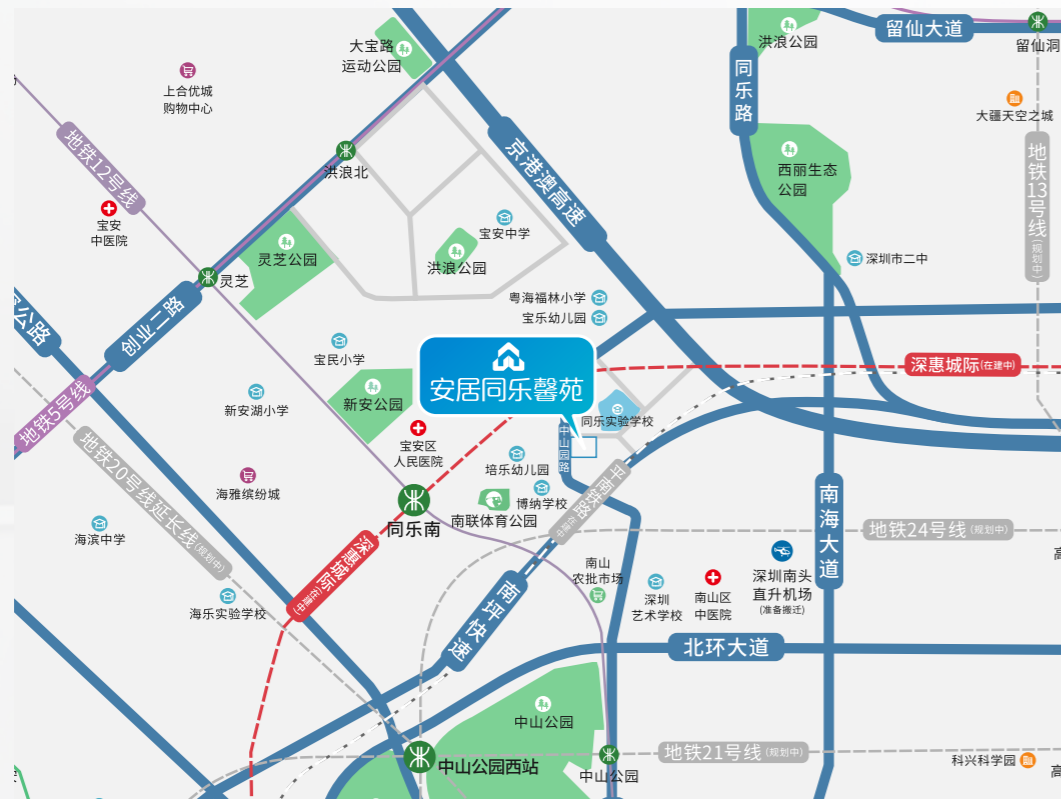 大宝路
运动公园
洪浪公园
留仙大道
留仙洞
同乐路
上合优城
购物中心
大疆天空之城
地铁12号线
洪浪北
京港澳高速
西丽生态
公园
地铁13号线(规划中)
宝安
中医院
宝安中学
灵芝公园
洪浪公园
深圳市二中
灵芝
粤海福林小学
宝乐幼儿园
公路
创业二路
宝民小学
安居同乐馨苑
深惠城际(在建中)
新安公园
新安湖小学
同乐实验学校
地铁5号线
中山园路
宝安区
人民医院
地铁20号线延长线(规划中)
培乐幼儿园
平南铁路
海雅缤纷城
博纳学校
南海大道
同乐南
南联体育公园
海滨中学
地铁24号线(规划中)
深惠城际(在建中)
南山
农批市场
深圳南头
直升机场
(准备搬迁)
海乐实验学校
南坪快速
深圳
艺术学校
南山区
中医院
北环大道
中山公园
中山公园西站
中山公园
地铁21号线(规划中)
科兴科学园